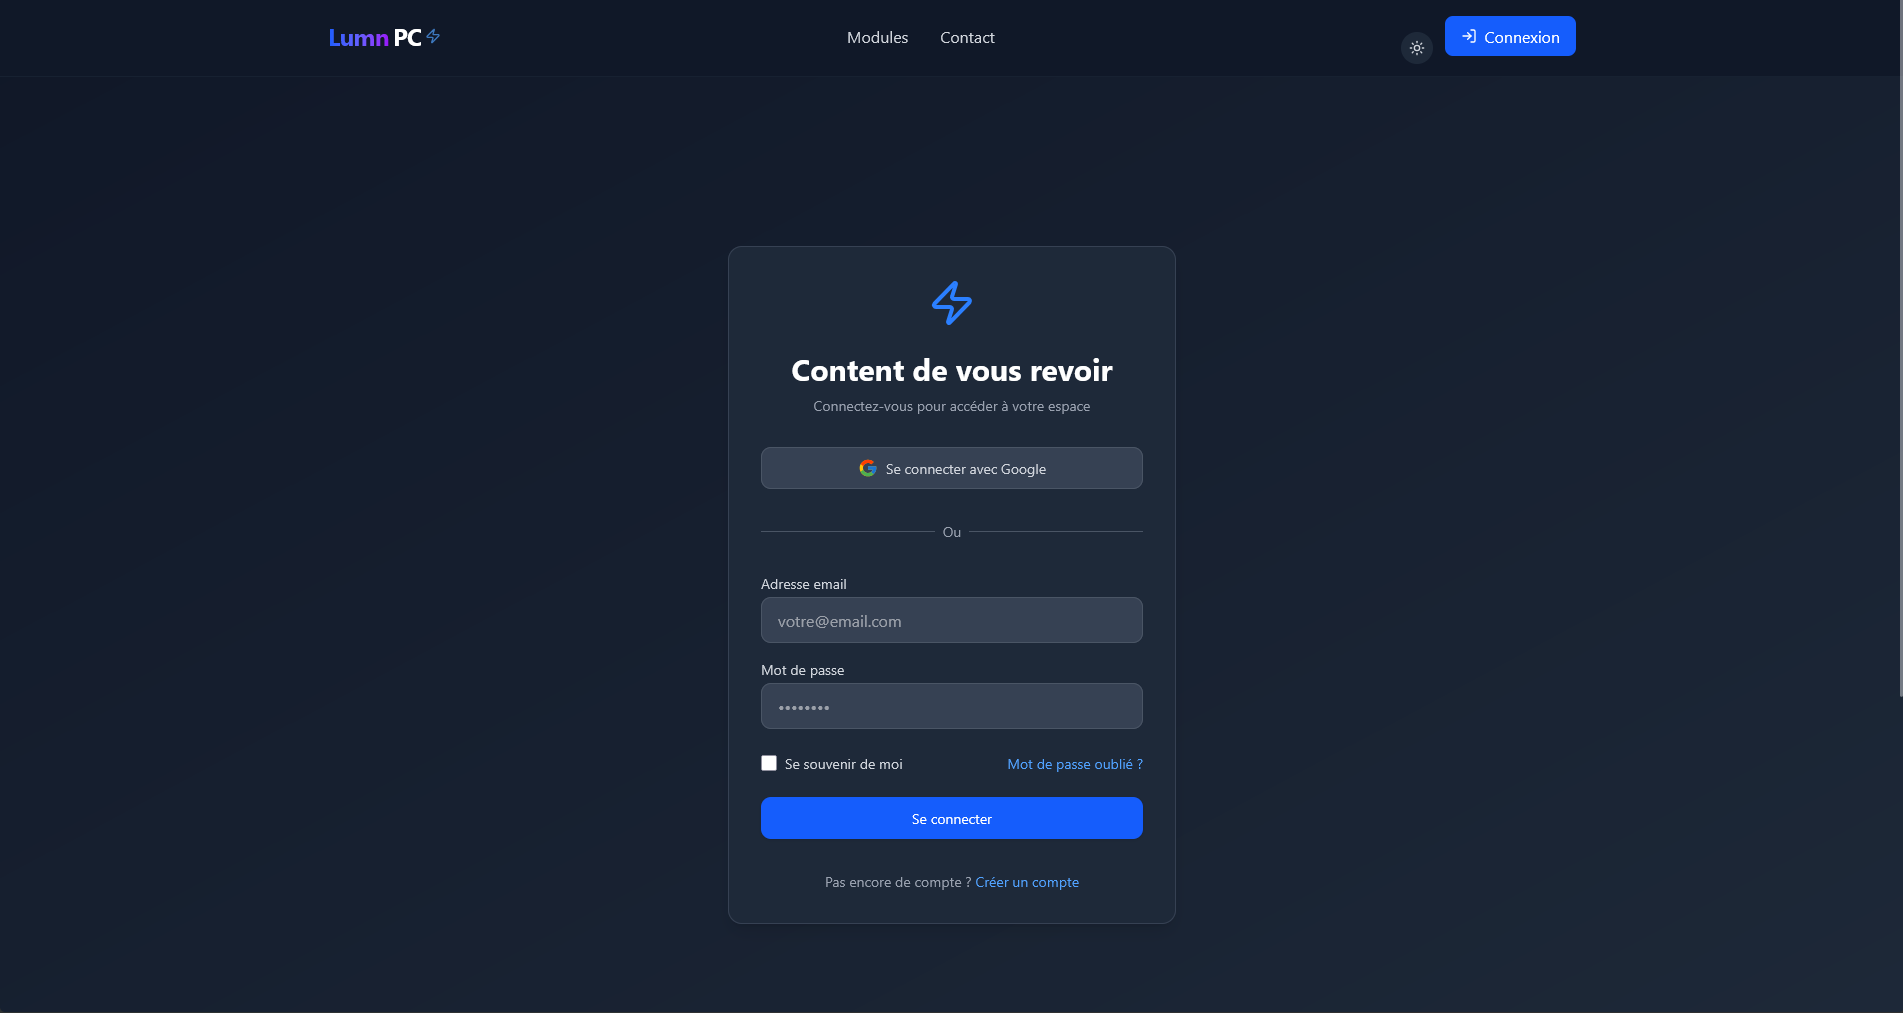 Lumn PC
Modules
Contact
Connexion
Content de vous revoir
Connectez-vous pour accéder à votre espace
Se connecter avec Google
Ou
Adresse email
votre@email.com
Mot de passe
••••••••
Se souvenir de moi
Mot de passe oublié ?
Se connecter
Pas encore de compte ? Créer un compte